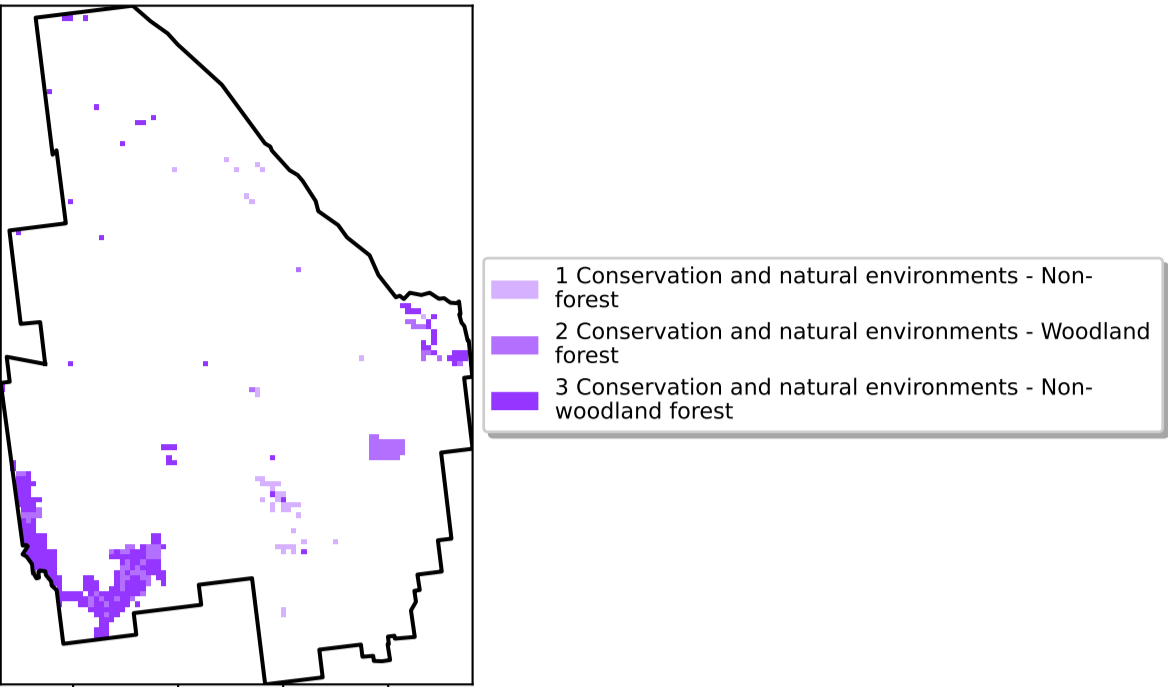 1 Conservation and natural environments - Non-
forest
2 Conservation and natural environments - Woodland
forest
3 Conservation and natural environments - Non-
woodland forest